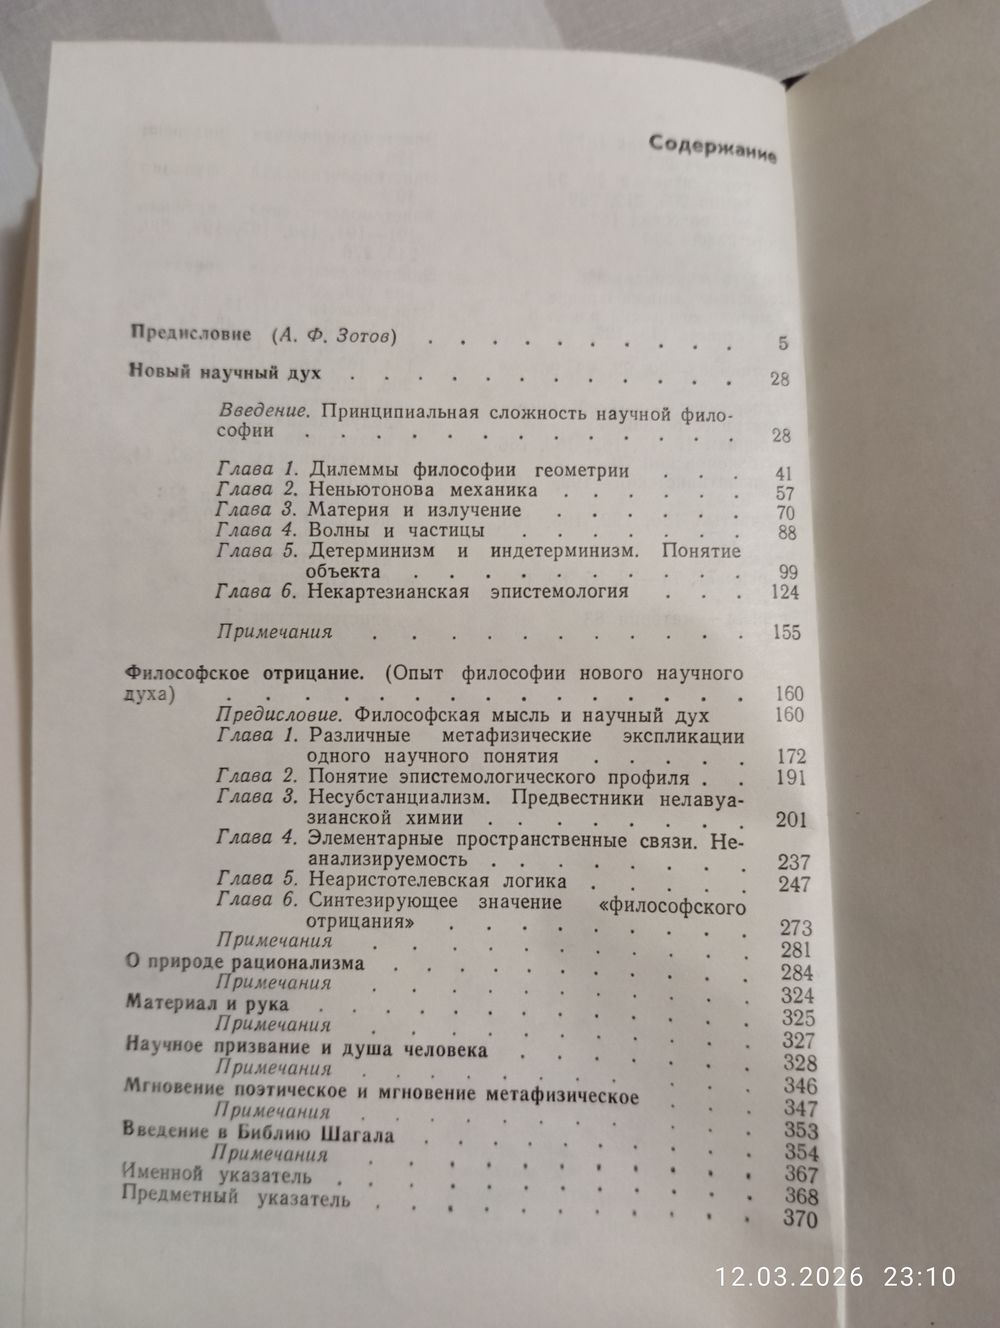 Содержание
Предисловие (А. Ф. Зотов) . . . . . . . . . . 5
Новый научный дух . . . . . . . . . . . . 28
Введение. Принципиальная сложность научной фило-
софии . . . . . . . . . . . . . 28
Глава 1. Дилеммы философии геометрии . . . 41
Глава 2. Неньютонова механика . . . . . . 57
Глава 3. Материя и излучение . . . . . . 70
Глава 4. Волны и частицы . . . . . . . 88
Глава 5. Детерминизм и индетерминизм. Понятие
объекта . . . . . . . . . . 99
Глава 6. Некартезианская эпистемология . . . 124
Примечания . . . . . . . . . . . 155
Философское отрицание. (Опыт философии нового научного
духа) . . . . . . . . . . . . . . . 160
Предисловие. Философская мысль и научный дух 160
Глава 1. Различные метафизические экспликации
одного научного понятия . . . . . 172
Глава 2. Понятие эпистемологического профиля . . 191
Глава 3. Несубстанциализм. Предвестники нелавуа-
зианской химии . . . . . . . 201
Глава 4. Элементарные пространственные связи. Не-
анализируемость . . . . . . . 237
Глава 5. Неаристотелевская логика . . . . . 247
Глава 6. Синтезирующее значение «философского
отрицания» . . . . . . . . . 273
Примечания . . . . . . . . . . . 281
О природе рационализма . . . . . . . . . . 284
Примечания . . . . . . . . . . . 324
Материал и рука . . . . . . . . . . . . 325
Примечания . . . . . . . . . . . 327
Научное призвание и душа человека . . . . . . . 328
Примечания . . . . . . . . . . . 346
Мгновение поэтическое и мгновение метафизическое . . . 347
Примечания . . . . . . . . . . . 353
Введение в Библию Шагала . . . . . . . . . 354
Примечания . . . . . . . . . . . 367
Именной указатель . . . . . . . . . . . 368
Предметный указатель . . . . . . . . . . . 370
12.03.2026 23:10